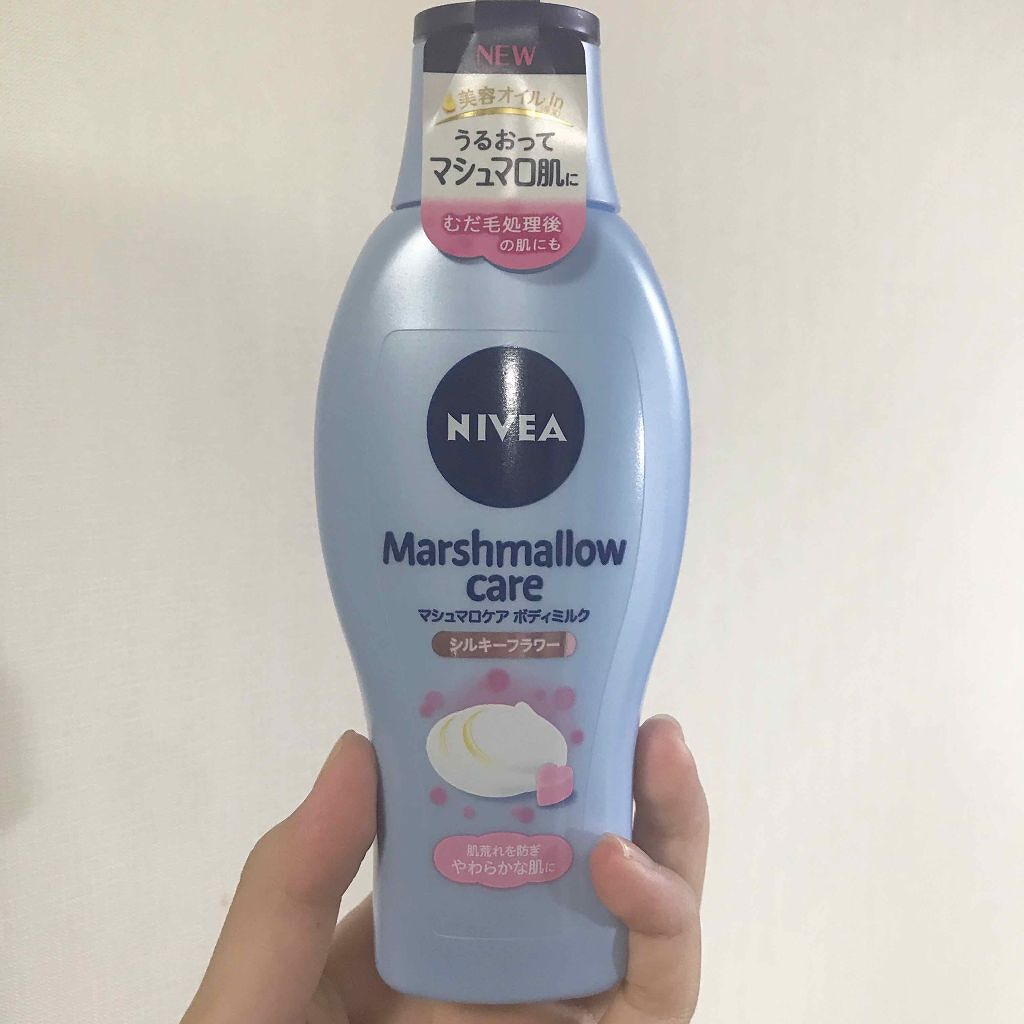 NEW
美容オイルin
うるおって
マシュマロ肌に
むだ毛処理後
の肌にも
NIVEA
Marshmallow
care
マシュマロケア ボディミルク
シルキーフラワー
肌荒れを防ぎ
やわらかな肌に